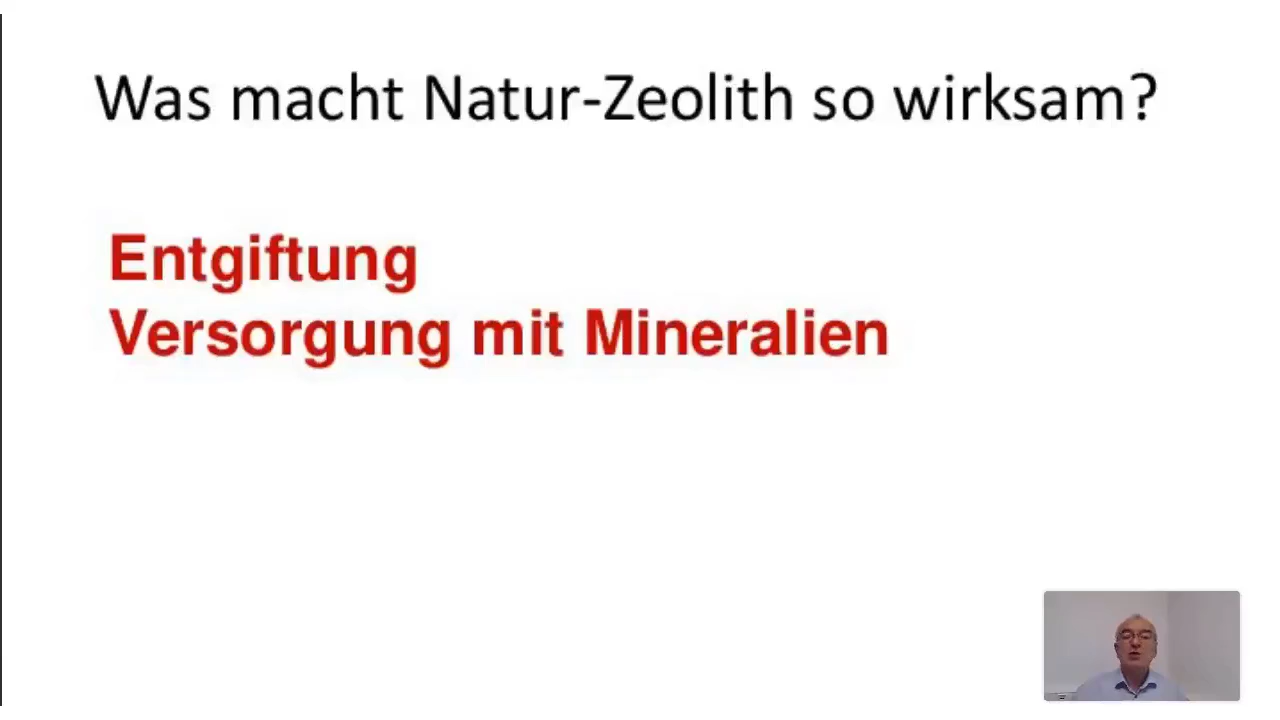 Was macht Natur-Zeolith so wirksam?
Entgiftung
Versorgung mit Mineralien